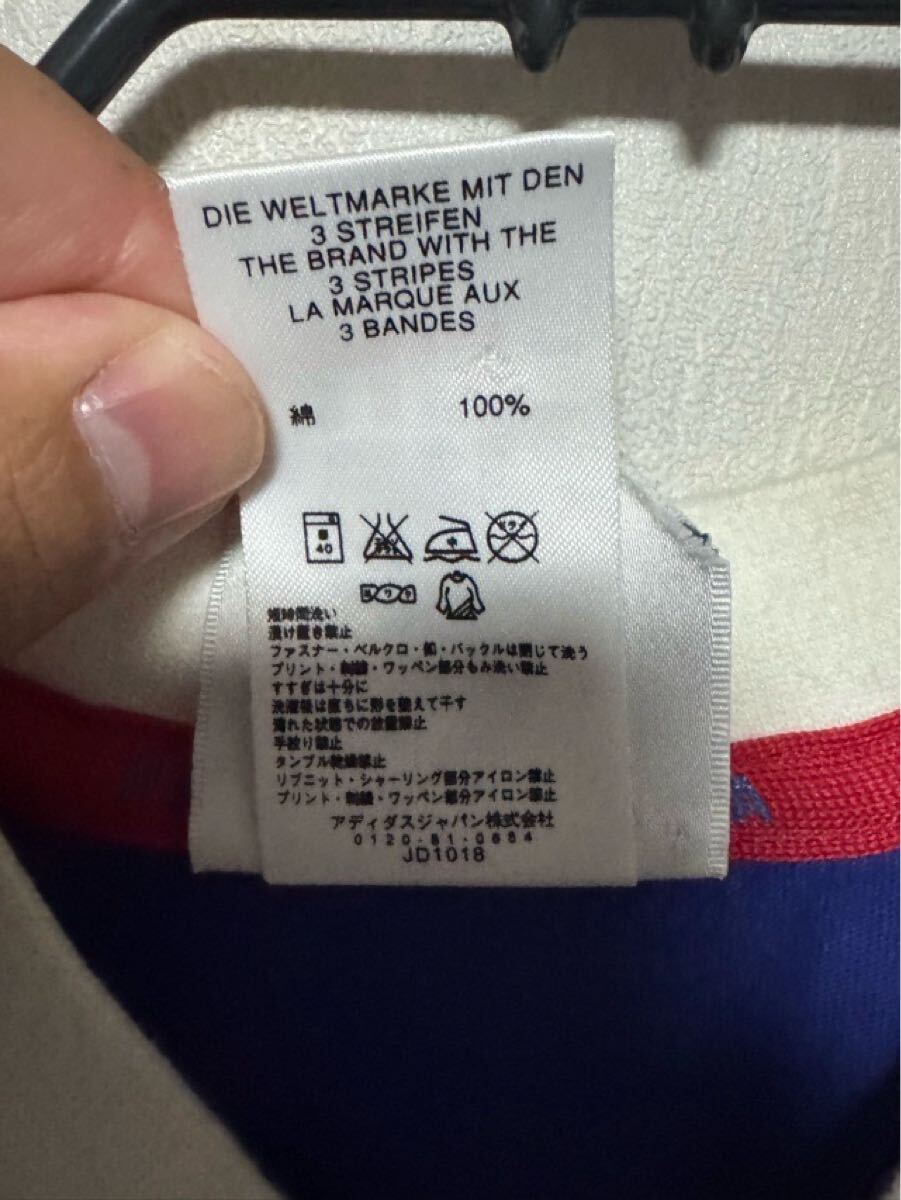 DIE WELTMARKE MIT DEN
3 STREIFEN
THE BRAND WITH THE
3 STRIPES
LA MARQUE AUX
3 BANDES
綿 100%
40 中
短時間洗い
漬け置き禁止
ファスナー・ベルクロ・釦・バックルは閉じて洗う
プリント・刺繍・ワッペン部分もみ洗い禁止
すすぎは十分に
洗濯後は直ちに形を整えて干す
濡れた状態での放置禁止
手絞り禁止
タンブル乾燥禁止
リブニット・シャーリング部分アイロン禁止
プリント・刺繍・ワッペン部分アイロン禁止
アディダスジャパン株式会社
0120-81-0654
JD1018